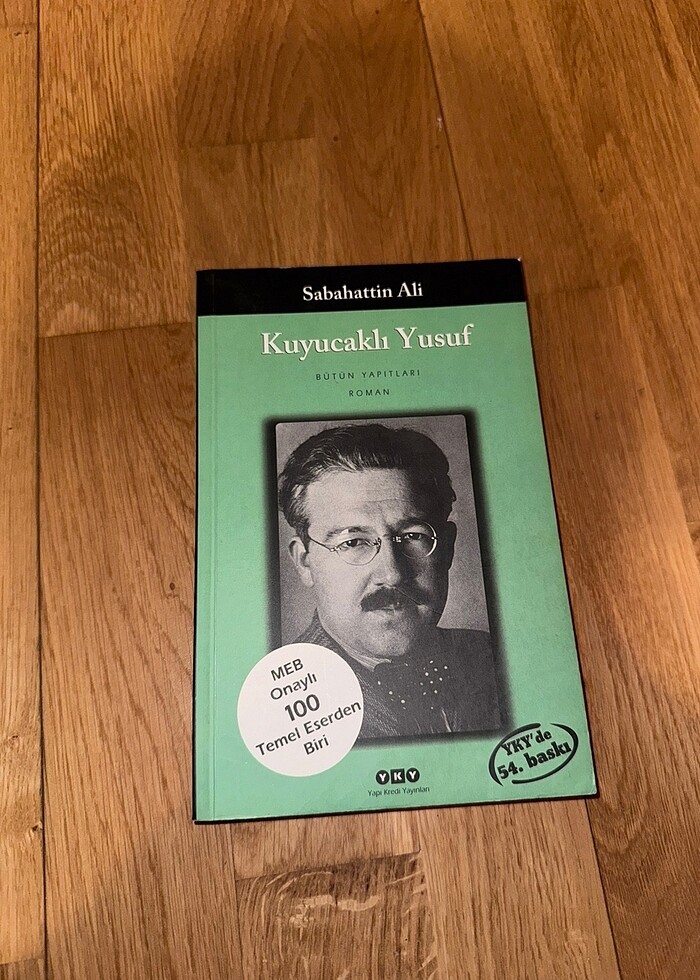 Sabahattin Ali
Kuyucaklı Yusuf
BÜTÜN YAPITLARI
ROMAN
MEB
Onaylı
100
Temel Eserden
Biri
YKY'de
54. baskı
YKY
Yapı Kredi Yayınları